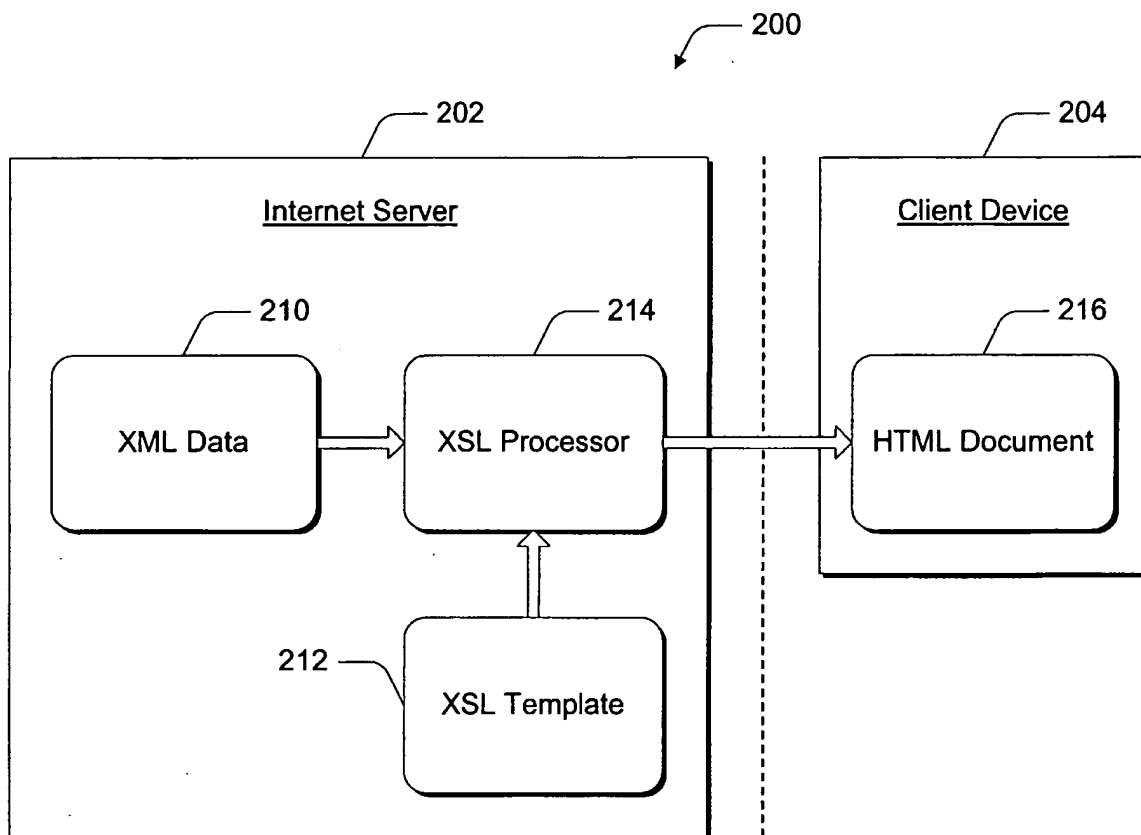 200
202
204
Internet Server
Client Device
210
214
216
XML Data
XSL Processor
HTML Document
212
XSL Template